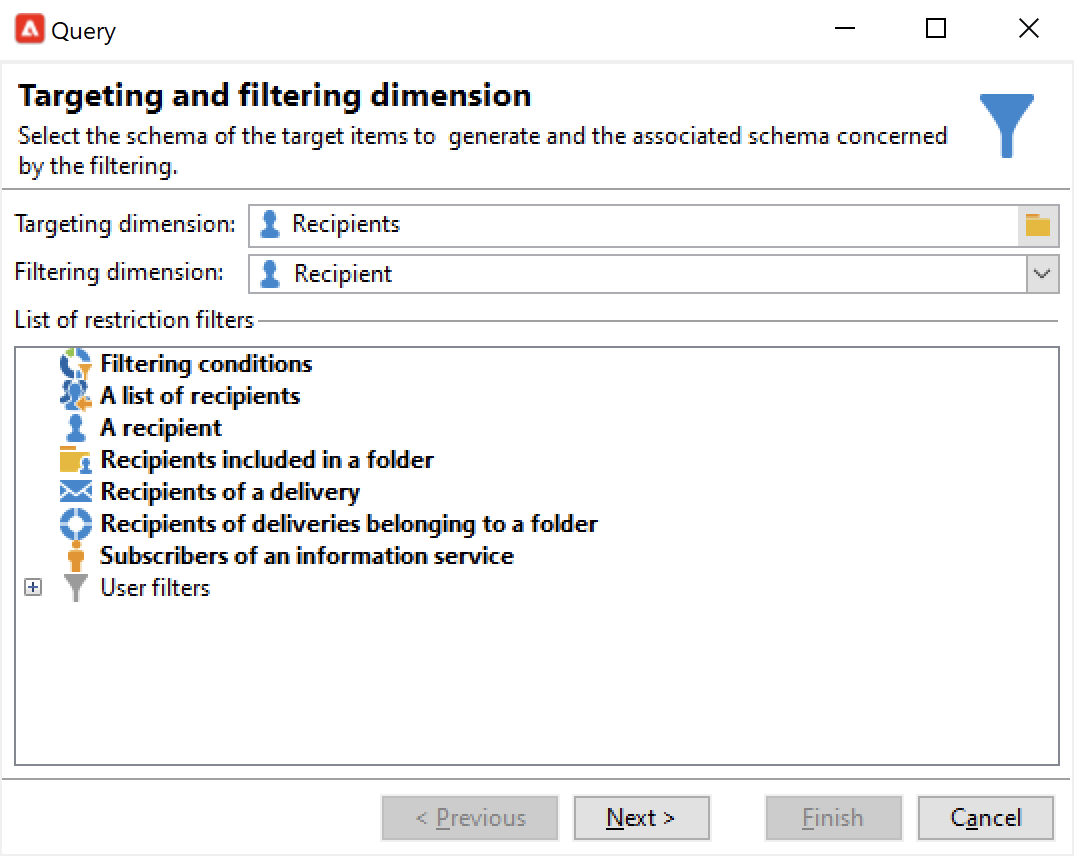 Query
Targeting and filtering dimension
Select the schema of the target items to  generate and the associated schema concerned
by the filtering.
Targeting dimension: Recipients
Filtering dimension: Recipient
List of restriction filters
Filtering conditions
A list of recipients
A recipient
Recipients included in a folder
Recipients of a delivery
Recipients of deliveries belonging to a folder
Subscribers of an information service
User filters
< Previous Next > Finish Cancel